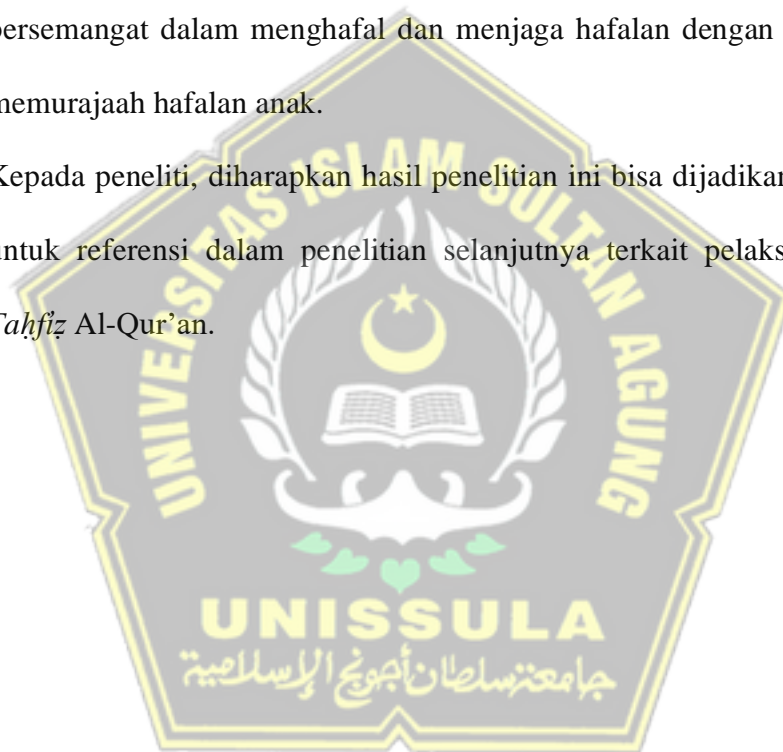 bersemangat dalam menghafal dan menjaga hafalan dengan
memurajaah hafalan anak.
Kepada peneliti, diharapkan hasil penelitian ini bisa dijadikan
untuk referensi dalam penelitian selanjutnya terkait pelaks
Taḥfiẓ Al-Qur’an.
UNIVERSITAS ISLAM SULTAN AGUNG
UNISSULA
جامعة سلطان أجونج الإسلامية